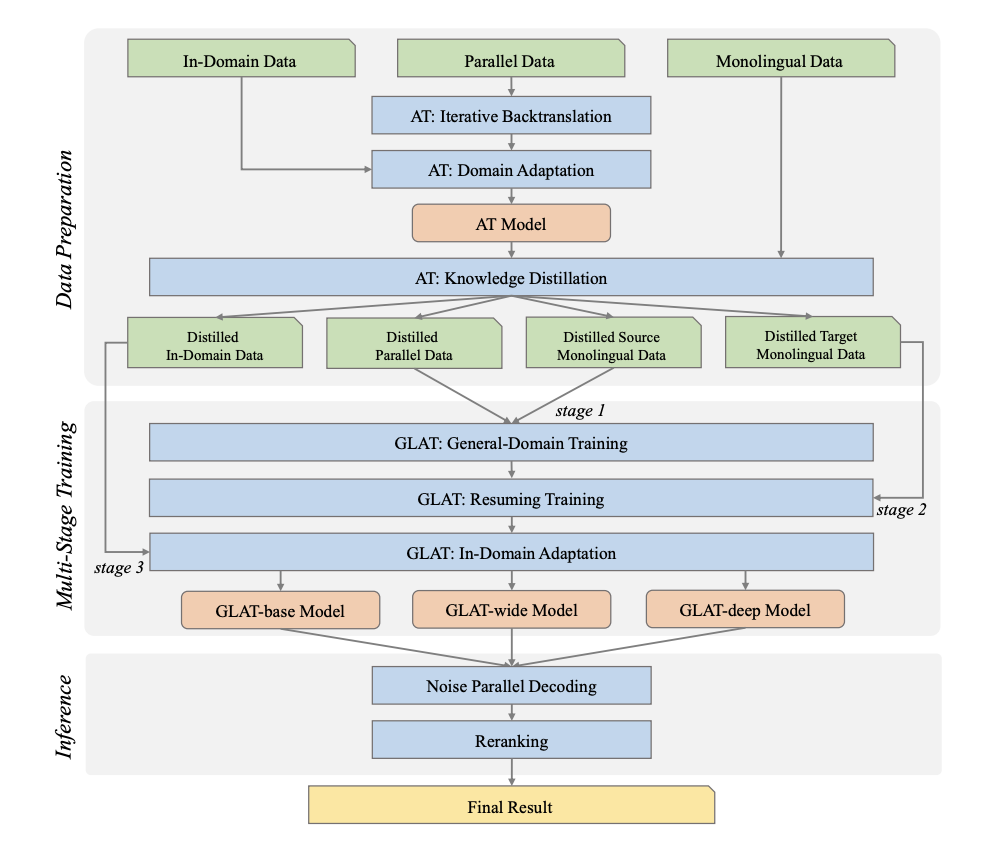 Data Preparation
In-Domain Data
Parallel Data
Monolingual Data
AT: Iterative Backtranslation
AT: Domain Adaptation
AT Model
AT: Knowledge Distillation
Distilled
In-Domain Data
Distilled
Parallel Data
Distilled Source
Monolingual Data
Distilled Target
Monolingual Data
Multi-Stage Training
stage 1
GLAT: General-Domain Training
GLAT: Resuming Training
stage 2
GLAT: In-Domain Adaptation
stage 3
GLAT-base Model
GLAT-wide Model
GLAT-deep Model
Inference
Noise Parallel Decoding
Reranking
Final Result